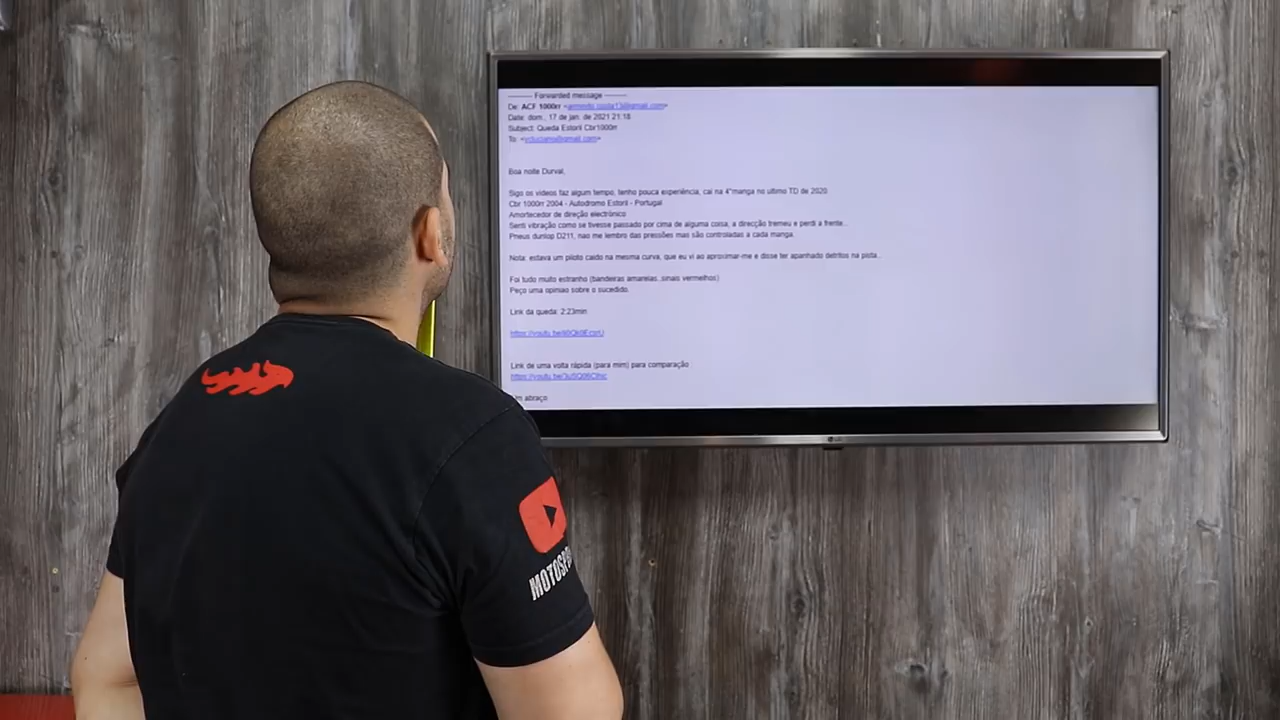 ---------- Forwarded message ---------
De: ACF 1000rr
Date: dom., 17 de jan. de 2021 21:18
Subject: Queda Estoril Cbr1000rr
To:
Boa noite Durval,
Sigo os videos faz algum tempo, tenho pouca experiência, cai na 4ªmanga no ultimo TD de 2020.
Cbr 1000rr 2004 - Autodromo Estoril - Portugal
Amortecedor de direção electrónico
Senti vibração como se tivesse passado por cima de alguma coisa, a direcção tremeu e perdi a frente...
Pneus dunlop D211, nao me lembro das pressões mas são controladas a cada manga.
Nota: estava um piloto caido na mesma curva, que eu vi ao aproximar-me e disse ter apanhado detritos na pista...
Foi tudo muito estranho (bandeiras amarelas, sinais vermelhos)
Peço uma opiniao sobre o sucedido.
Link da queda: 2:23min
Link de uma volta rápida (para mim) para comparação
abraço
LG
MOTOSP